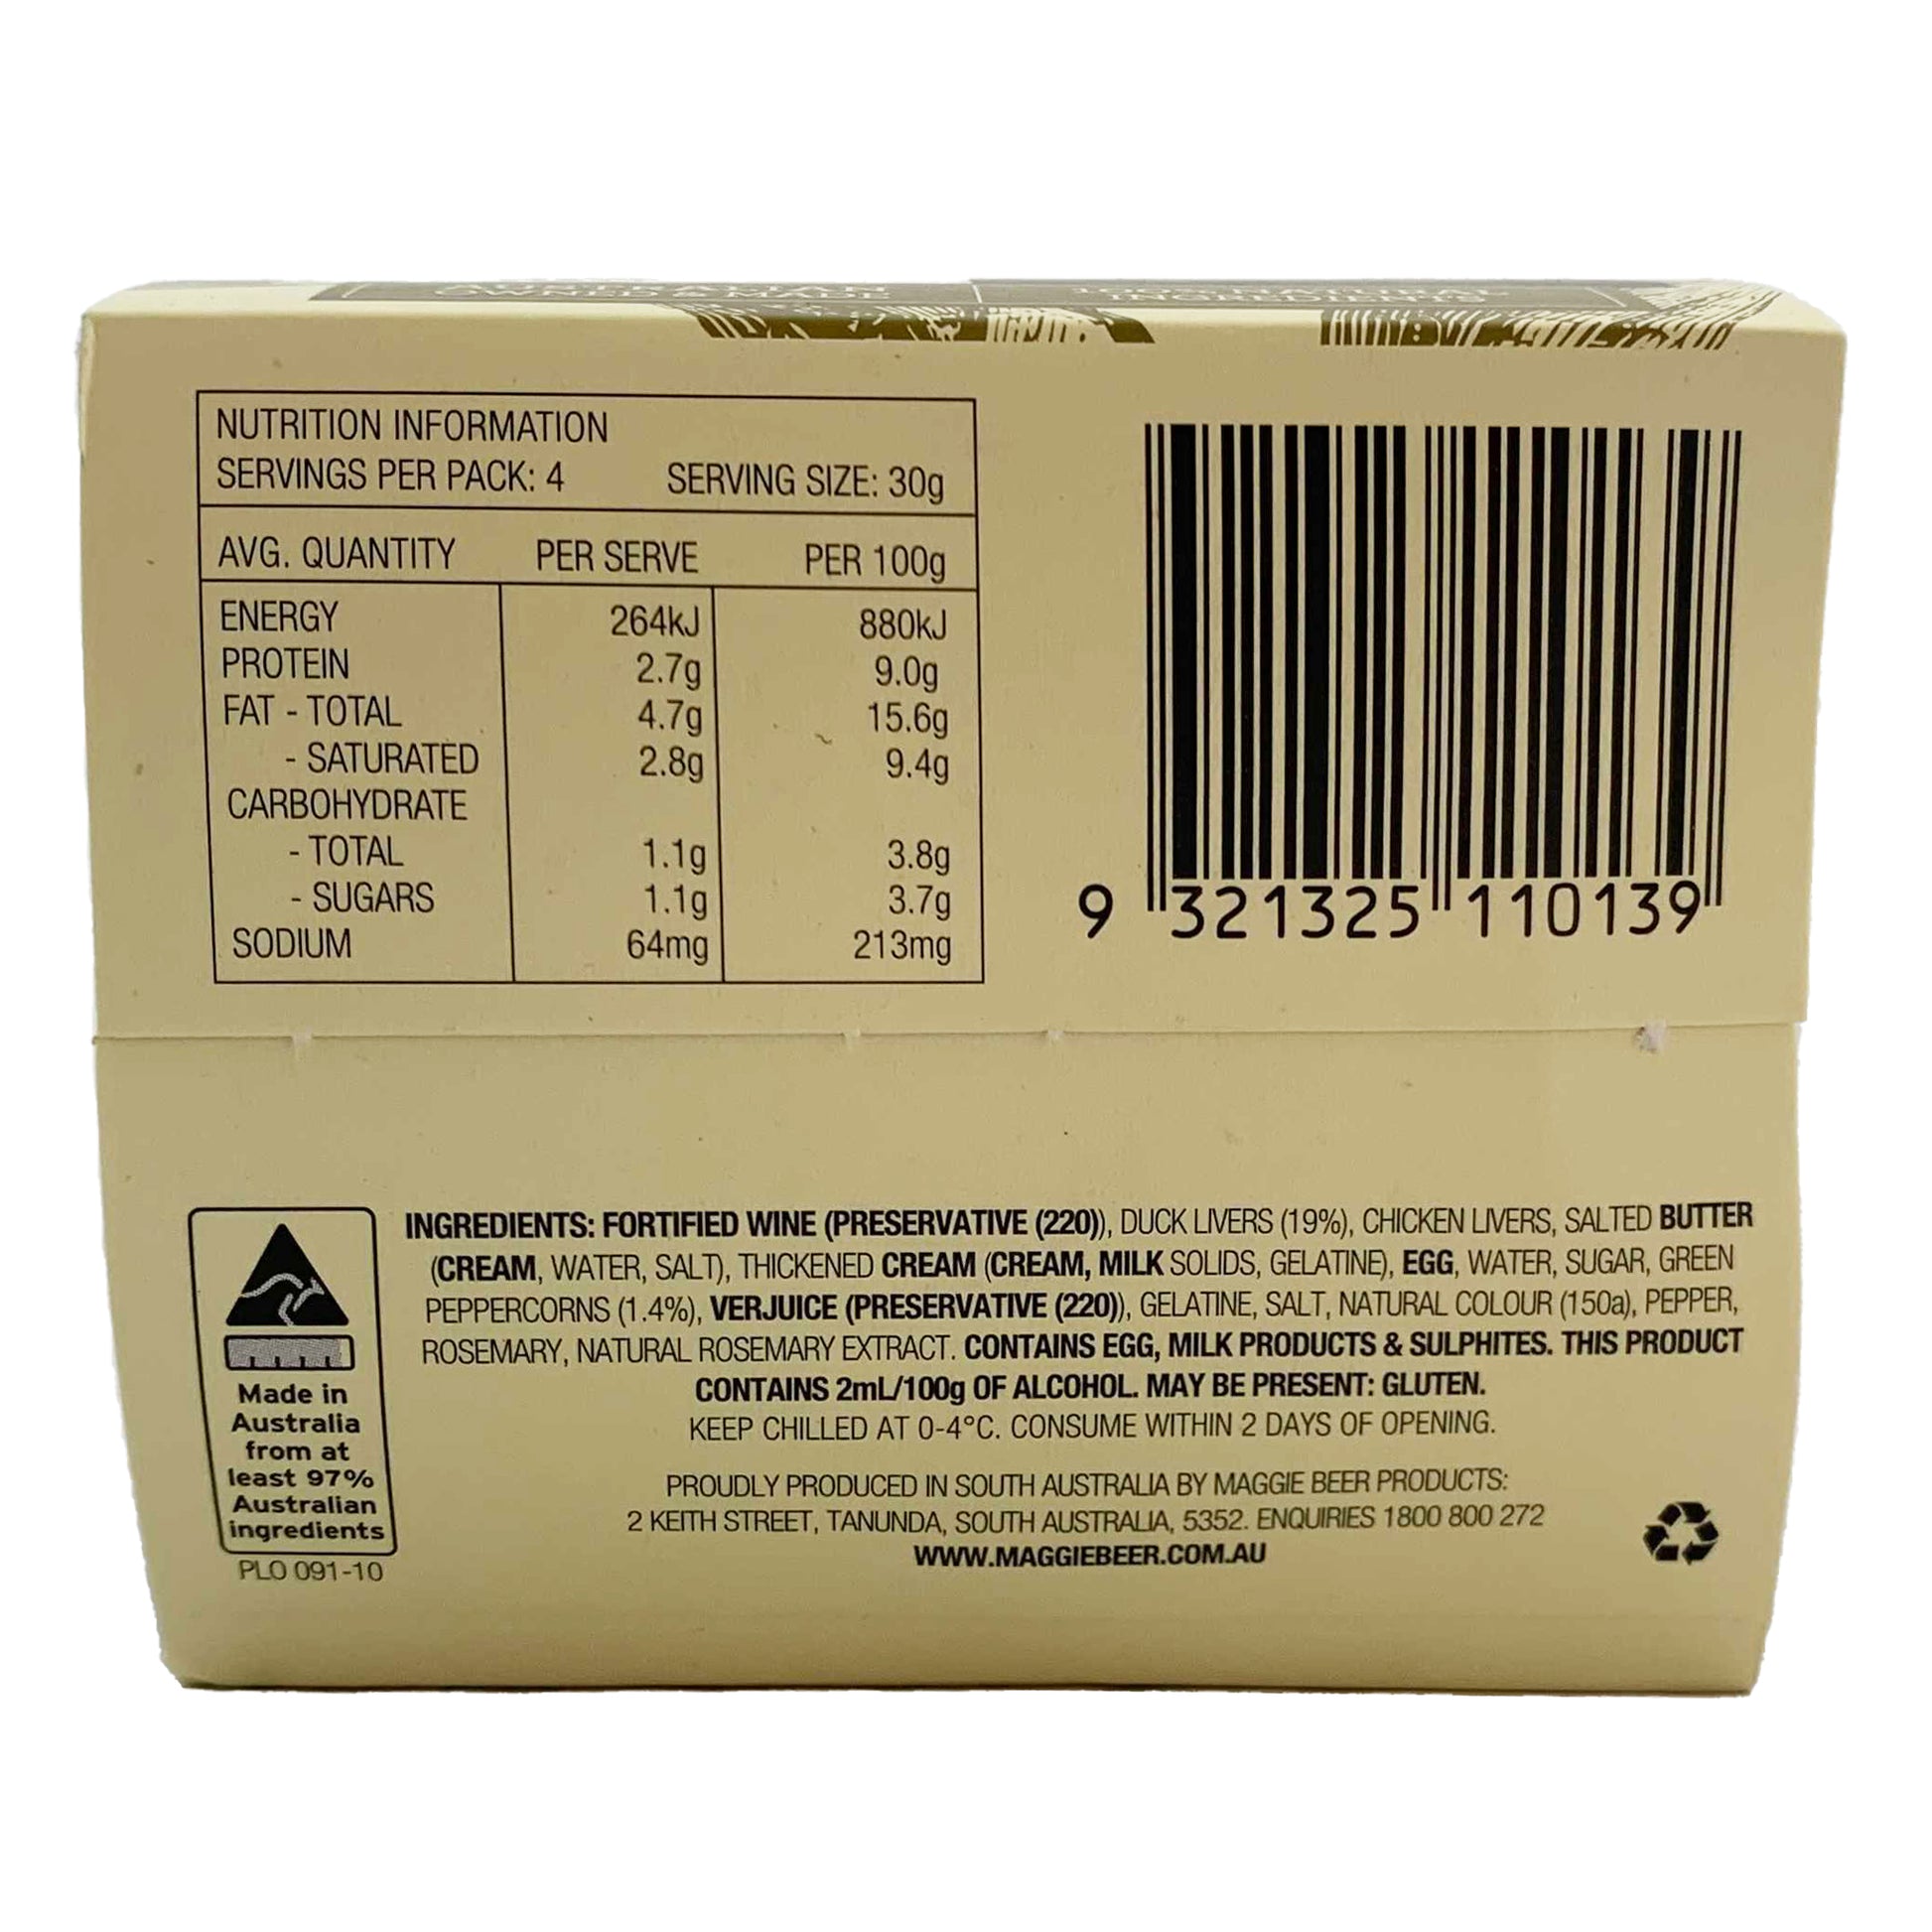 OWNED & MADE
INGREDIENTS
NUTRITION INFORMATION
SERVINGS PER PACK: 4 SERVING SIZE: 30g
AVG. QUANTITY PER SERVE PER 100g
ENERGY 264kJ 880kJ
PROTEIN 2.7g 9.0g
FAT - TOTAL 4.7g 15.6g
- SATURATED 2.8g 9.4g
CARBOHYDRATE
- TOTAL 1.1g 3.8g
- SUGARS 1.1g 3.7g
SODIUM 64mg 213mg
9 321325 110139
INGREDIENTS: FORTIFIED WINE (PRESERVATIVE (220)), DUCK LIVERS (19%), CHICKEN LIVERS, SALTED BUTTER
(CREAM, WATER, SALT), THICKENED CREAM (CREAM, MILK SOLIDS, GELATINE), EGG, WATER, SUGAR, GREEN
PEPPERCORNS (1.4%), VERJUICE (PRESERVATIVE (220)), GELATINE, SALT, NATURAL COLOUR (150a), PEPPER,
ROSEMARY, NATURAL ROSEMARY EXTRACT. CONTAINS EGG, MILK PRODUCTS & SULPHITES. THIS PRODUCT
CONTAINS 2mL/100g OF ALCOHOL. MAY BE PRESENT: GLUTEN.
KEEP CHILLED AT 0-4°C. CONSUME WITHIN 2 DAYS OF OPENING.
PROUDLY PRODUCED IN SOUTH AUSTRALIA BY MAGGIE BEER PRODUCTS:
2 KEITH STREET, TANUNDA, SOUTH AUSTRALIA, 5352. ENQUIRIES 1800 800 272
WWW.MAGGIEBEER.COM.AU
Made in
Australia
from at
least 97%
Australian
ingredients
PLO 091-10